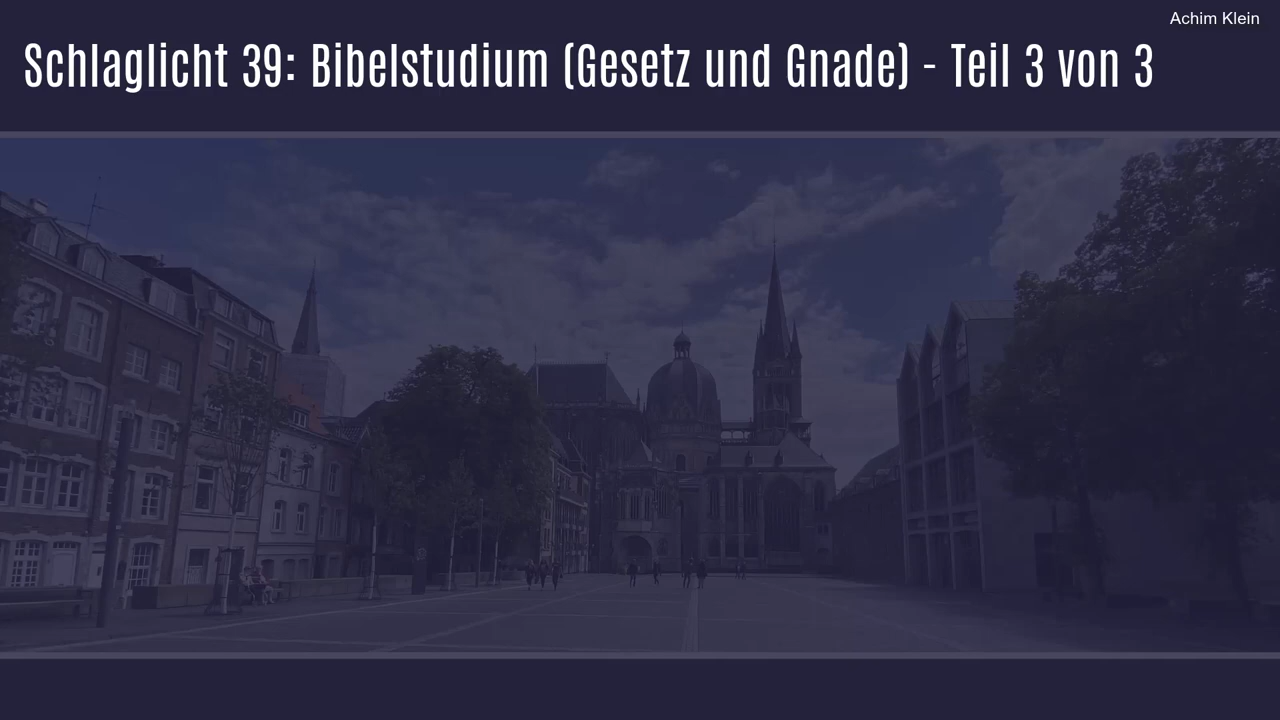 Achim Klein
Schlaglicht 39: Bibelstudium (Gesetz und Gnade) - Teil 3 von 3